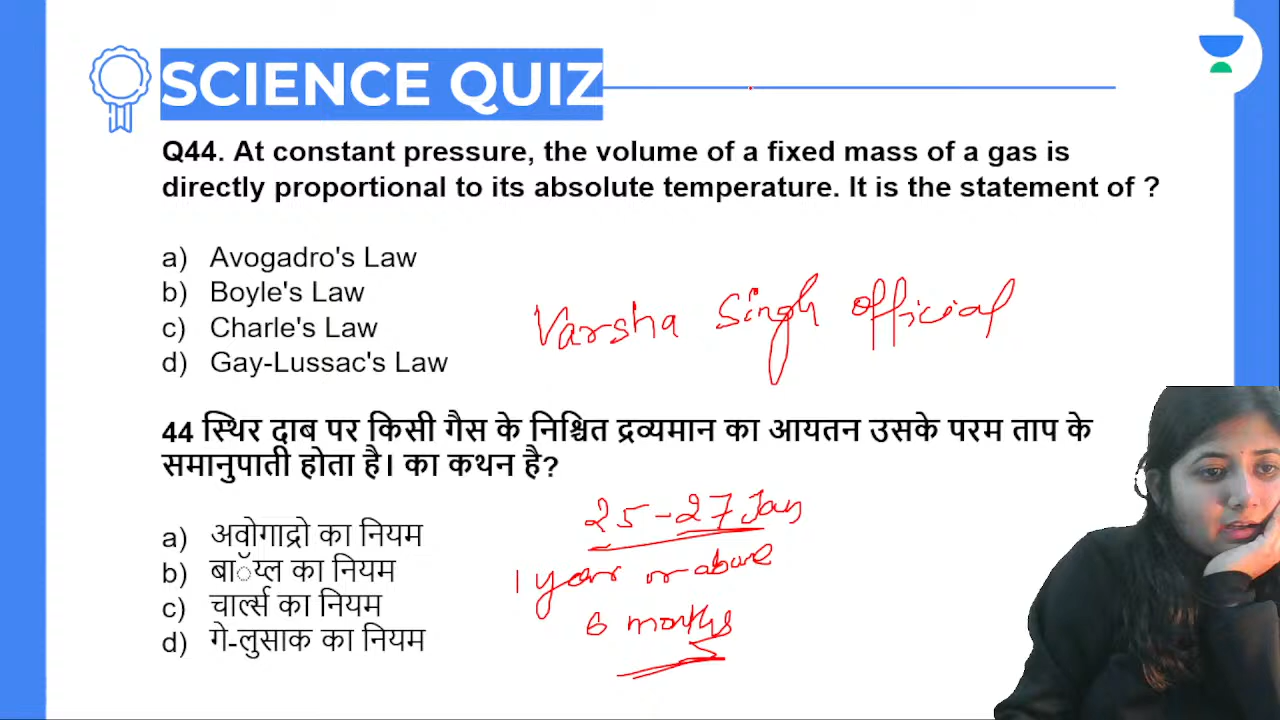 SCIENCE QUIZ
Q44. At constant pressure, the volume of a fixed mass of a gas is
directly proportional to its absolute temperature. It is the statement of ?
a) Avogadro's Law
b) Boyle's Law
c) Charle's Law
d) Gay-Lussac's Law
Varsha Singh official
44 स्थिर दाब पर किसी गैस के निश्चित द्रव्यमान का आयतन उसके परम ताप के
समानुपाती होता है। का कथन है?
a) अवोगाद्रो का नियम
b) बाॅय्ल का नियम
c) चार्ल्स का नियम
d) गे-लुसाक का नियम
25-27 Jan
1 year or above
6 months